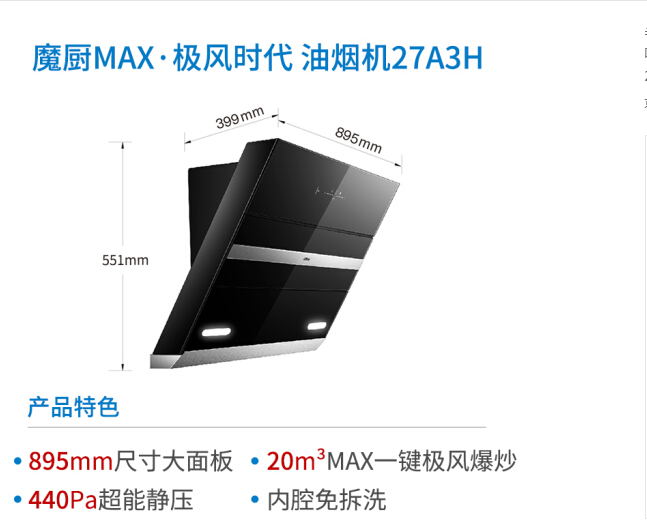 魔厨MAX·极风时代 油烟机27A3H
399mm
895mm
551mm
产品特色
• 895mm尺寸大面板
• 20m³MAX一键极风爆炒
• 440Pa超能静压
• 内腔免拆洗